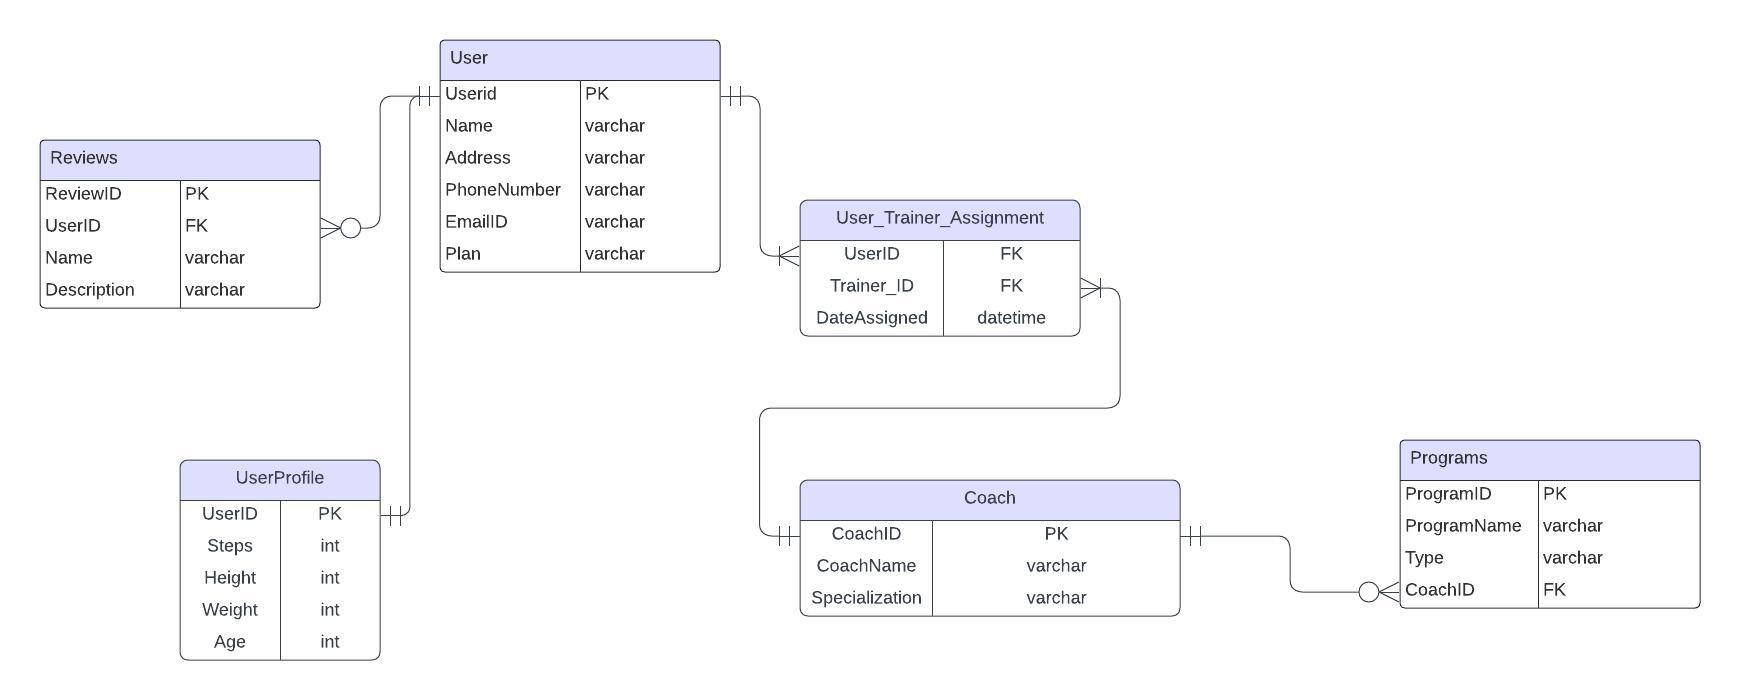 User
Userid PK
Name varchar
Address varchar
PhoneNumber varchar
EmailID varchar
Plan varchar
Reviews
ReviewID PK
UserID FK
Name varchar
Description varchar
User_Trainer_Assignment
UserID FK
Trainer_ID FK
DateAssigned datetime
UserProfile
UserID PK
Steps int
Height int
Weight int
Age int
Coach
CoachID PK
CoachName varchar
Specialization varchar
Programs
ProgramID PK
ProgramName varchar
Type varchar
CoachID FK